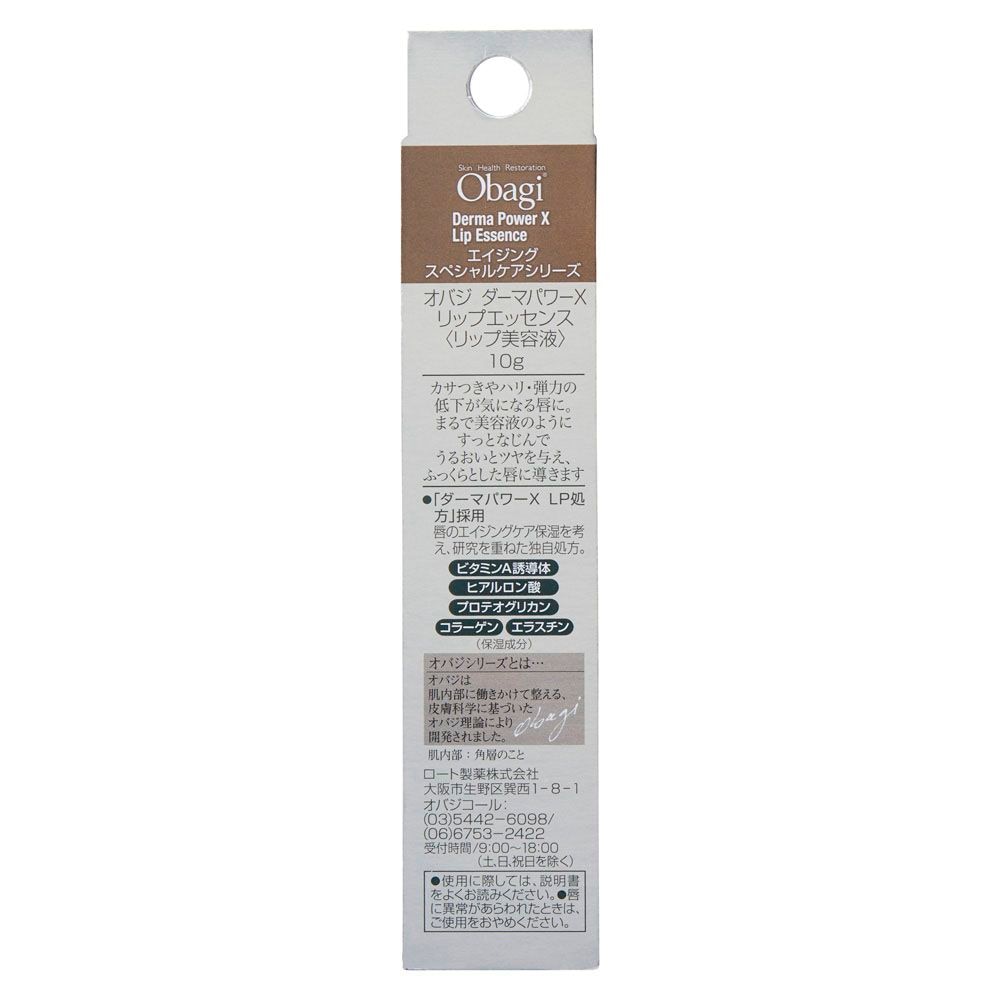 Skin Health Restoration
Obagi®
Derma Power X
Lip Essence
エイジング
スペシャルケアシリーズ
オバジ ダーマパワーX
リップエッセンス
〈リップ美容液〉
10g
カサつきやハリ・弾力の
低下が気になる唇に。
まるで美容液のように
すっとなじんで
うるおいとツヤを与え、
ふっくらとした唇に導きます
●「ダーマパワーX LP処
方」採用
唇のエイジングケア保湿を考
え、研究を重ねた独自処方。
ビタミンA誘導体
ヒアルロン酸
プロテオグリカン
コラーゲン エラスチン
(保湿成分)
オバジシリーズとは…
オバジは
肌内部に働きかけて整える、
皮膚科学に基づいた
オバジ理論により
開発されました。
Obagi
肌内部：角層のこと
ロート製薬株式会社
大阪市生野区巽西1-8-1
オバジコール：
(03)5442-6098/
(06)6753-2422
受付時間/9:00~18:00
(土、日、祝日を除く)
●使用に際しては、説明書
をよくお読みください。●唇
に異常があらわれたときは、
ご使用をおやめください。